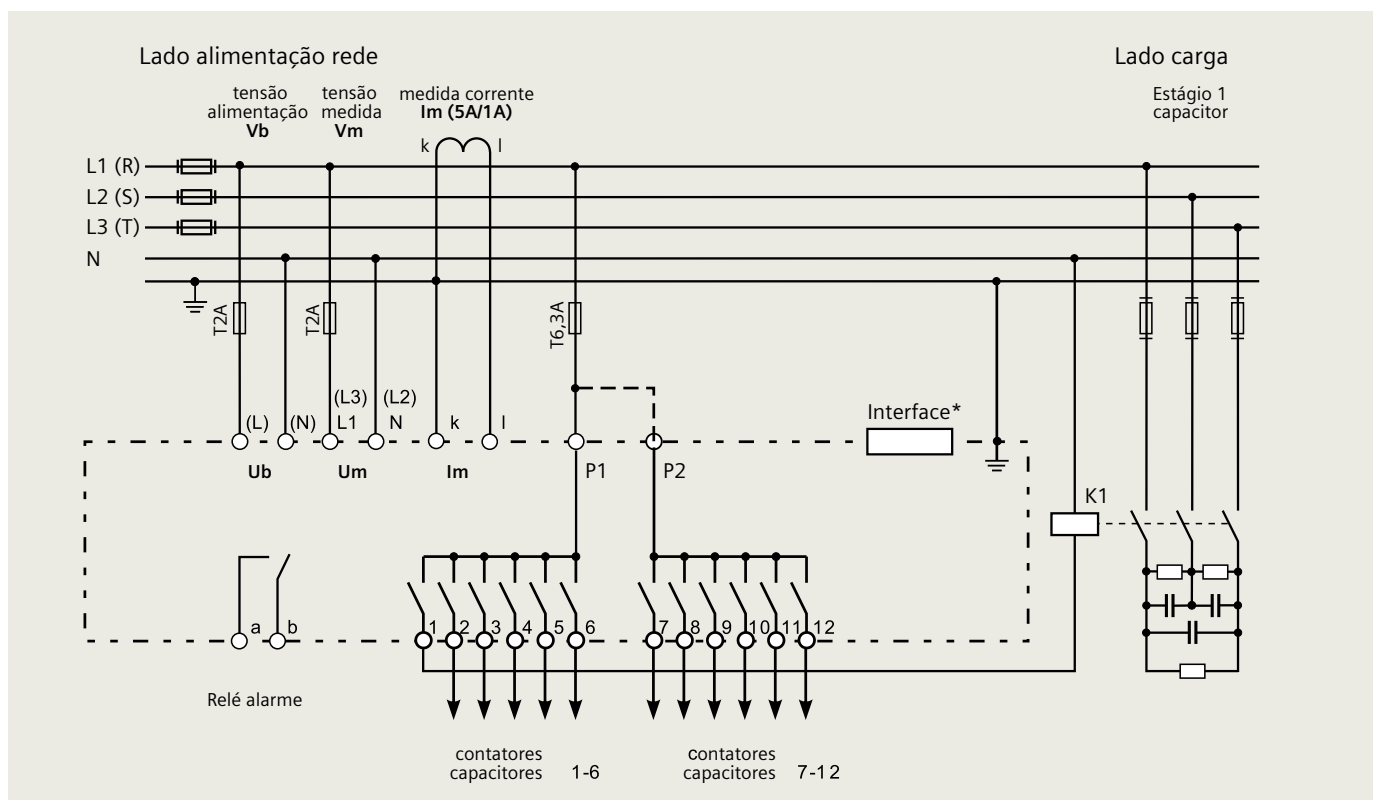 Lado alimentação rede
Lado carga
tensão
alimentação
Vb
tensão
medida
Vm
medida corrente
Im (5A/1A)
Estágio 1
capacitor
k
l
L1 (R)
L2 (S)
L3 (T)
N
T2A
T2A
T6,3A
(L3)
(L2)
(L)
(N)
L1
N
k
l
Interface*
Ub
Um
Im
P1
P2
K1
a
b
1
2
3
4
5
6
7
8
9
10
11
12
Relé alarme
contatores
capacitores 1-6
contatores
capacitores 7-12